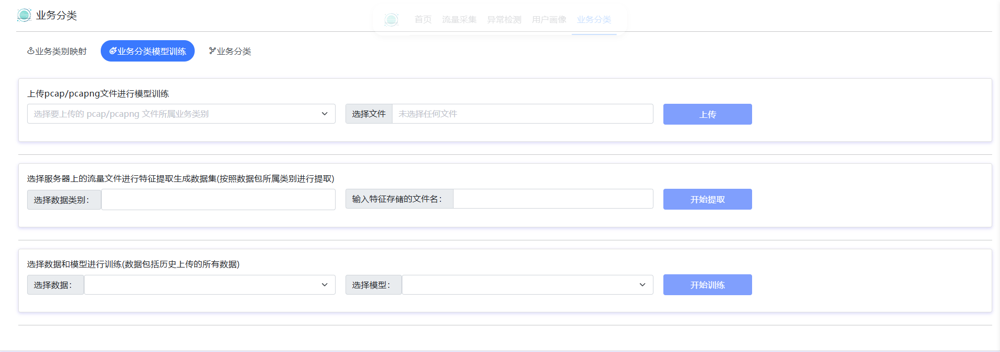 业务分类
首页 流量采集 异常检测 用户画像 业务分类
业务类别映射 业务分类模型训练 业务分类
上传pcap/pcapng文件进行模型训练
选择要上传的 pcap/pcapng 文件所属业务类别 选择文件 未选择任何文件 上传
选择服务器上的流量文件进行特征提取生成数据集(按照数据包所属类别进行提取)
选择数据类别: 输入特征存储的文件名: 开始提取
选择数据和模型进行训练(数据包括历史上传的所有数据)
选择数据: 选择模型: 开始训练